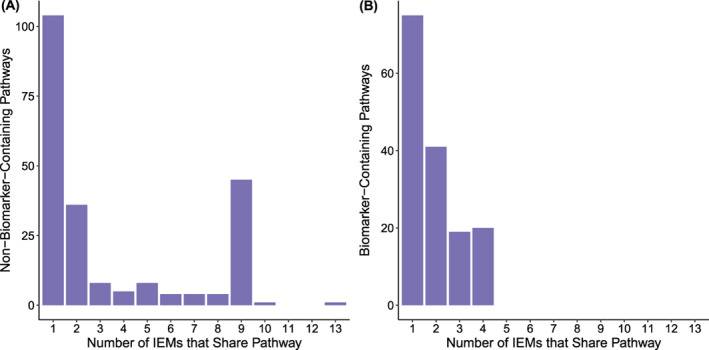 (A)
Non−Biomarker−Containing Pathways
100
75
50
25
0
1 2 3 4 5 6 7 8 9 10 11 12 13
Number of IEMs that Share Pathway
(B)
Biomarker−Containing Pathways
60
40
20
0
1 2 3 4 5 6 7 8 9 10 11 12 13
Number of IEMs that Share Pathway